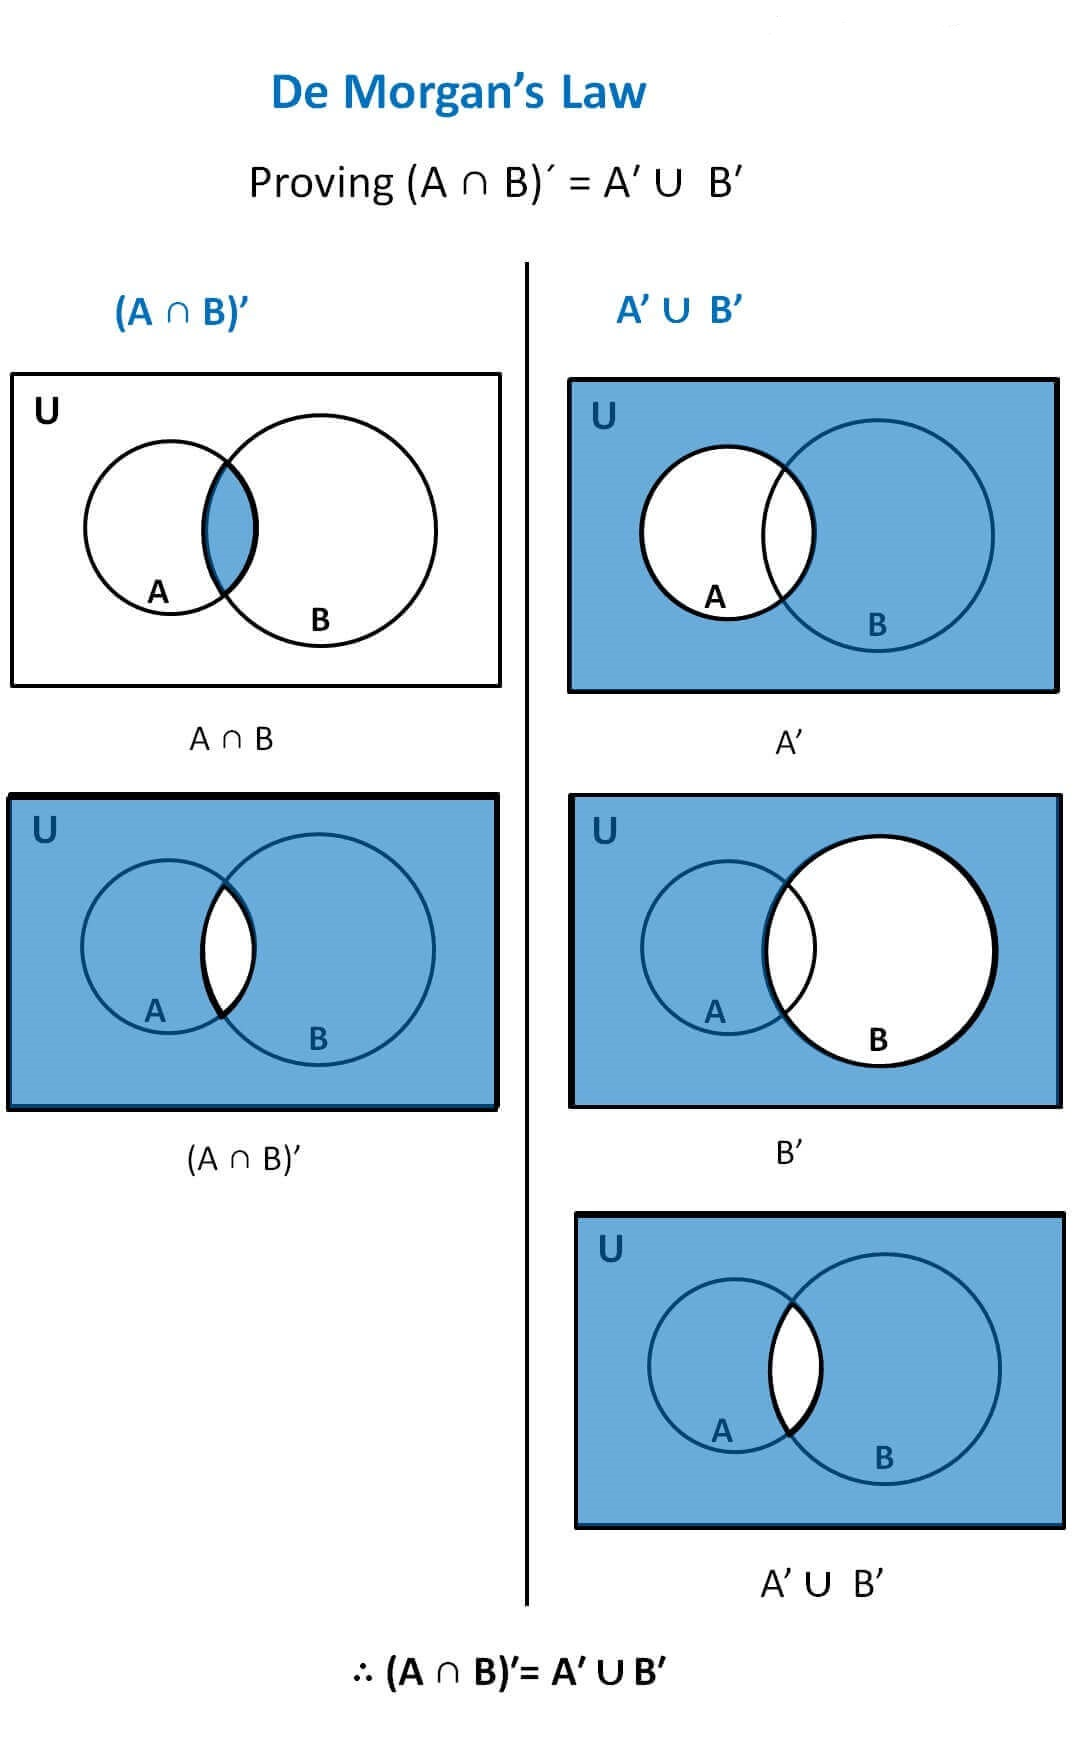 De Morgan’s Law
Proving (A ∩ B)´ = A′ ∪ B′
(A ∩ B)’
U
A
B
A ∩ B
U
A
B
(A ∩ B)’
A’ ∪ B’
U
A
B
A’
U
A
B
B’
U
A
B
A’ ∪ B’
∴ (A ∩ B)’= A’ ∪ B’